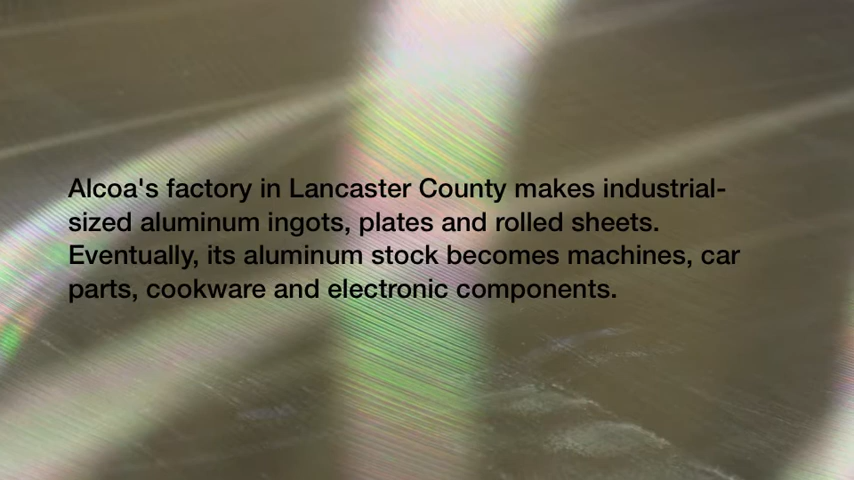 Alcoa's factory in Lancaster County makes industrial-
sized aluminum ingots, plates and rolled sheets.
Eventually, its aluminum stock becomes machines, car
parts, cookware and electronic components.